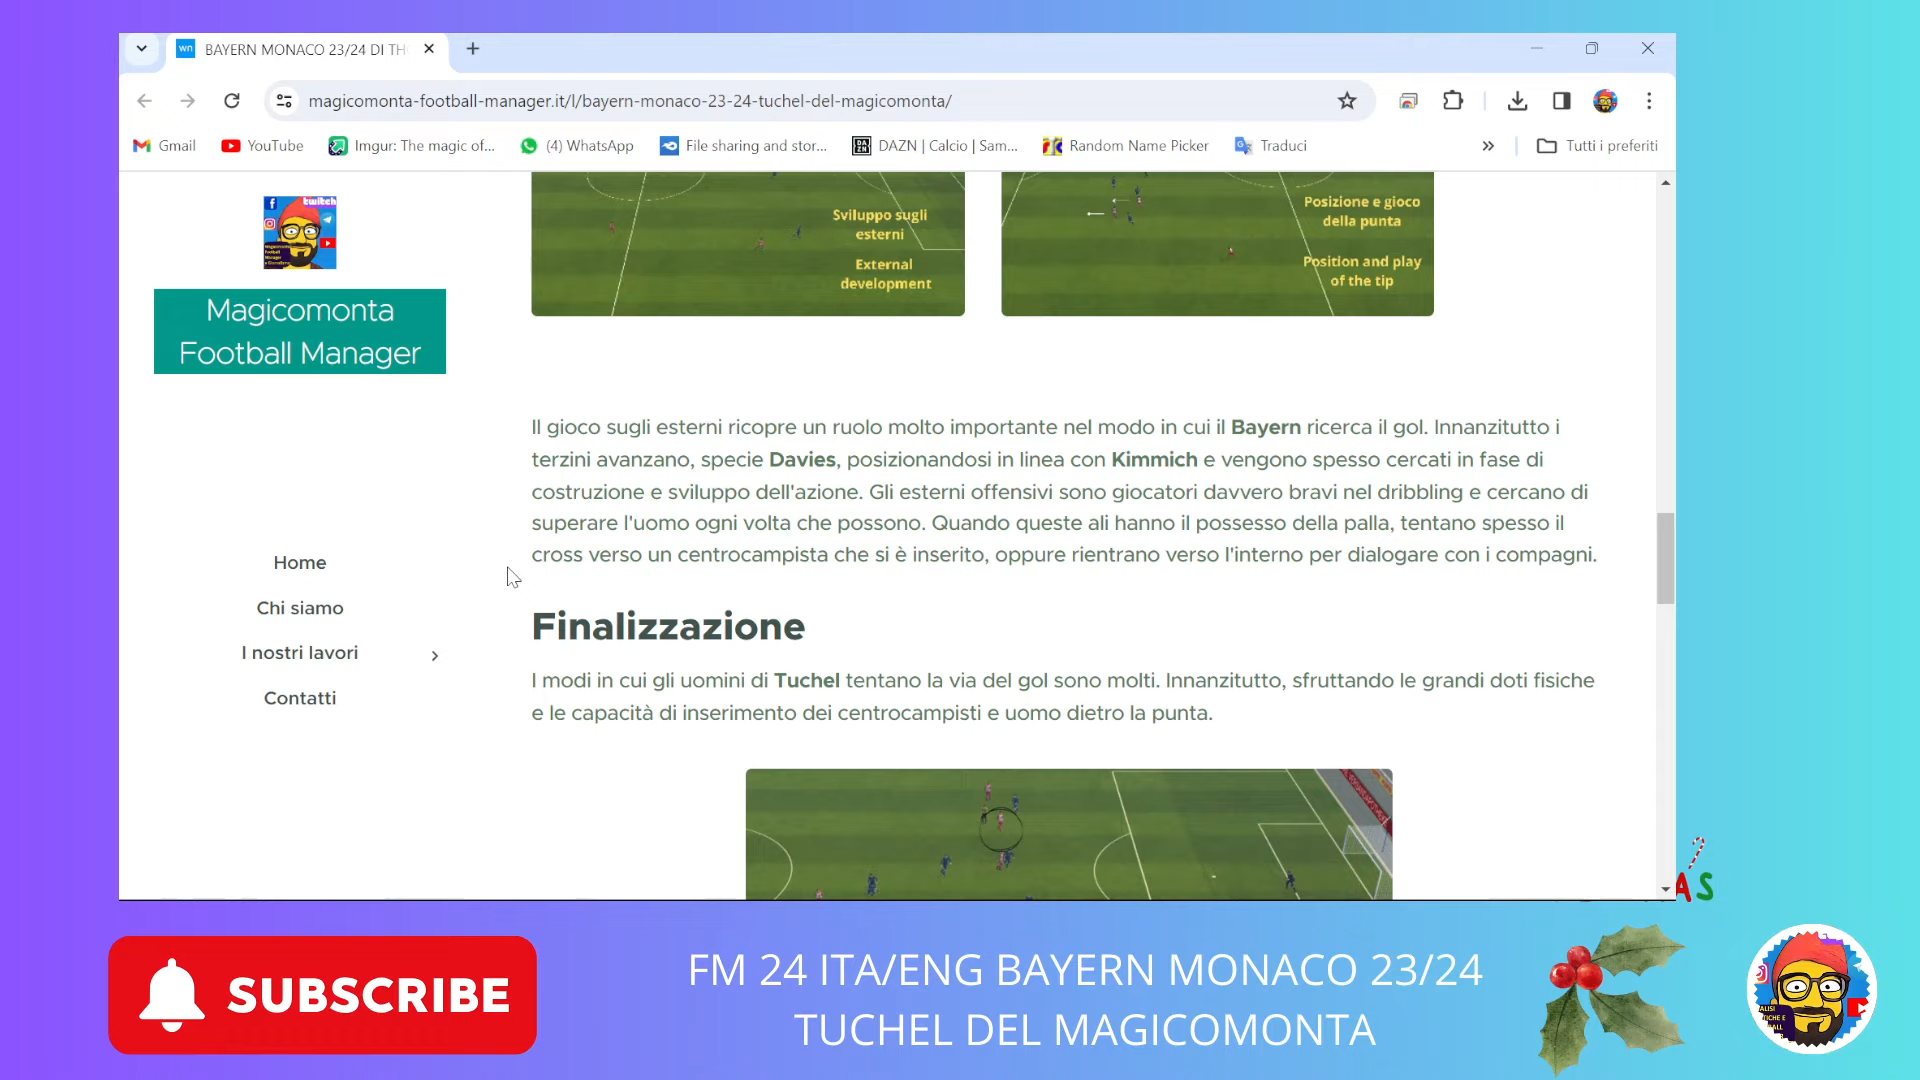 BAYERN MONACO 23/24 DI TH
magicomonta-football-manager.it/l/bayern-monaco-23-24-tuchel-del-magicomonta/
Gmail
YouTube
Imgur: The magic of...
(4) WhatsApp
File sharing and stor...
DAZN | Calcio | Sam...
Random Name Picker
Traduci
»
Tutti i preferiti
twitch
Magicomonta
Football Manager
Home
Chi siamo
I nostri lavori
Contatti
Sviluppo sugli
esterni
External
development
Posizione e gioco
della punta
Position and play
of the tip
Il gioco sugli esterni ricopre un ruolo molto importante nel modo in cui il Bayern ricerca il gol. Innanzitutto i
terzini avanzano, specie Davies, posizionandosi in linea con Kimmich e vengono spesso cercati in fase di
costruzione e sviluppo dell'azione. Gli esterni offensivi sono giocatori davvero bravi nel dribbling e cercano di
superare l'uomo ogni volta che possono. Quando queste ali hanno il possesso della palla, tentano spesso il
cross verso un centrocampista che si è inserito, oppure rientrano verso l'interno per dialogare con i compagni.
Finalizzazione
I modi in cui gli uomini di Tuchel tentano la via del gol sono molti. Innanzitutto, sfruttando le grandi doti fisiche
e le capacità di inserimento dei centrocampisti e uomo dietro la punta.
AS
SUBSCRIBE
FM 24 ITA/ENG BAYERN MONACO 23/24
TUCHEL DEL MAGICOMONTA